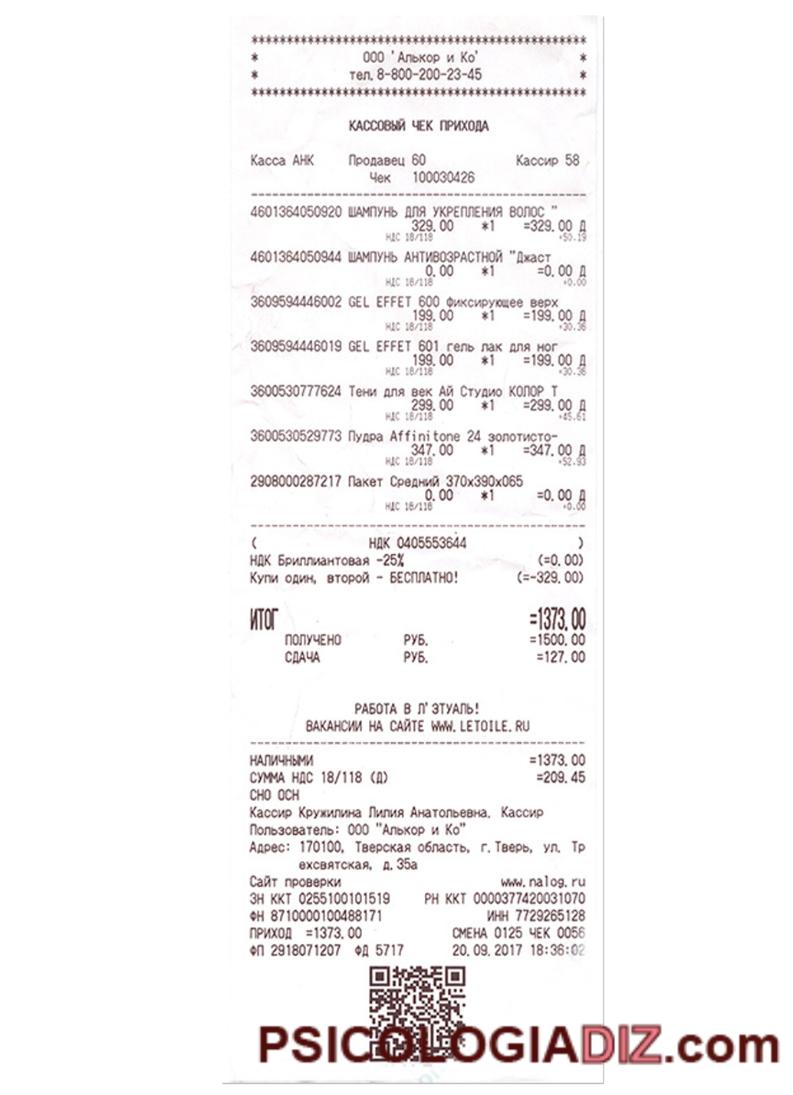 ************************************************
* ООО 'Алькор и Ко' *
* тел. 8-800-200-23-45 *
************************************************
КАССОВЫЙ ЧЕК ПРИХОДА
Касса АНК Продавец 60 Кассир 58
Чек 100030426
4601364050920 ШАМПУНЬ ДЛЯ УКРЕПЛЕНИЯ ВОЛОС "
329.00 *1 =329.00 Д
НДС 18/118 +50.19
4601364050944 ШАМПУНЬ АНТИВОЗРАСТНОЙ "Джаст
0.00 *1 =0.00 Д
НДС 18/118 +0.00
3609594446002 GEL EFFET 600 фиксирующее верх
199.00 *1 =199.00 Д
НДС 18/118 +30.36
3609594446019 GEL EFFET 601 гель лак для ног
199.00 *1 =199.00 Д
НДС 18/118 +30.36
3600530777624 Тени для век Ай Студио КОЛОР Т
299.00 *1 =299.00 Д
НДС 18/118 +45.61
3600530529773 Пудра Affinitone 24 золотисто-
347.00 *1 =347.00 Д
НДС 18/118 +52.93
2908000287217 Пакет Средний 370х390х065
0.00 *1 =0.00 Д
НДС 18/118 +0.00
( НДК 0405553644 )
НДК Бриллиантовая -25% (=0.00)
Купи один, второй - БЕСПЛАТНО! (=-329.00)
ИТОГ =1373.00
ПОЛУЧЕНО РУБ. =1500.00
СДАЧА РУБ. =127.00
РАБОТА В Л'ЭТУАЛЬ!
ВАКАНСИИ НА САЙТЕ WWW.LETOILE.RU
НАЛИЧНЫМИ =1373.00
СУММА НДС 18/118 (Д) =209.45
СНО ОСН
Кассир Кружилина Лилия Анатольевна. Кассир
Пользователь: ООО "Алькор и Ко"
Адрес: 170100, Тверская область, г.Тверь, ул. Тр
ехсвятская, д.35а
Сайт проверки www.nalog.ru
ЗН ККТ 0255100101519 РН ККТ 0000377420031070
ФН 8710000100488171 ИНН 7729265128
ПРИХОД =1373.00 СМЕНА 0125 ЧЕК 0056
ФП 2918071207 ФД 5717 20.09.2017 18:36:02
PSICOLOGIADIZ.com